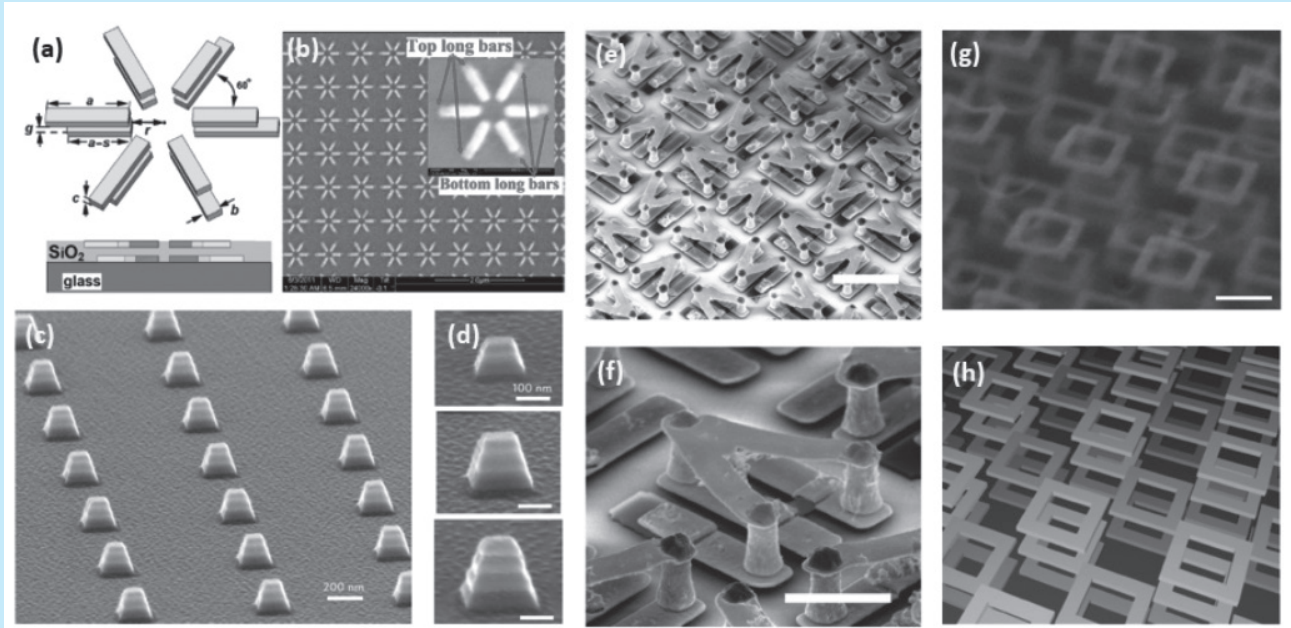 (a)
60°
a
g
r
a-s
c
b
SiO₂
glass
(b)
Top long bars
Bottom long bars
(c)
200 nm
(d)
100 nm
(e)
(f)
(g)
(h)